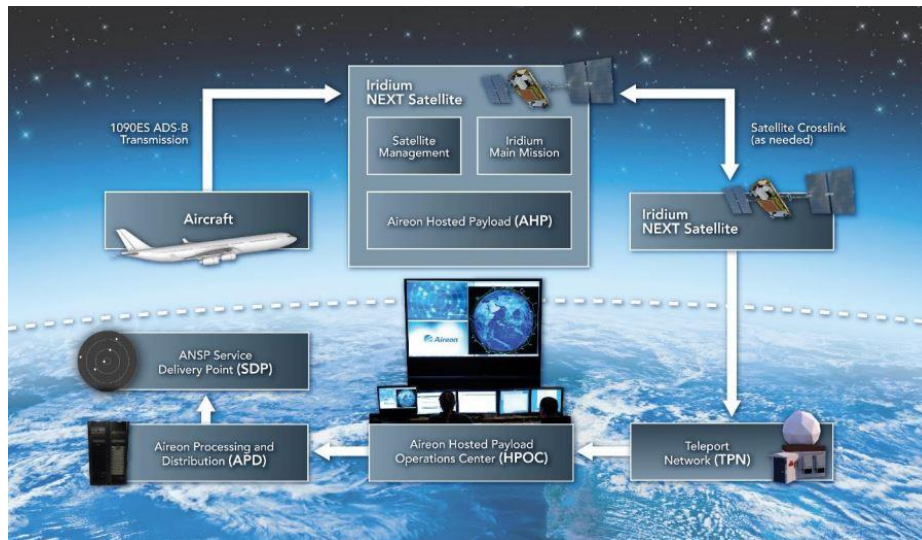 Iridium
NEXT Satellite
1090ES ADS-B
Transmission
Satellite
Management
Iridium
Main Mission
Satellite Crosslink
(as needed)
Aircraft
Aireon Hosted Payload (AHP)
Iridium
NEXT Satellite
Aireon
ANSP Service
Delivery Point (SDP)
Aireon Processing and
Distribution (APD)
Aireon Hosted Payload
Operations Center (HPOC)
Teleport
Network (TPN)